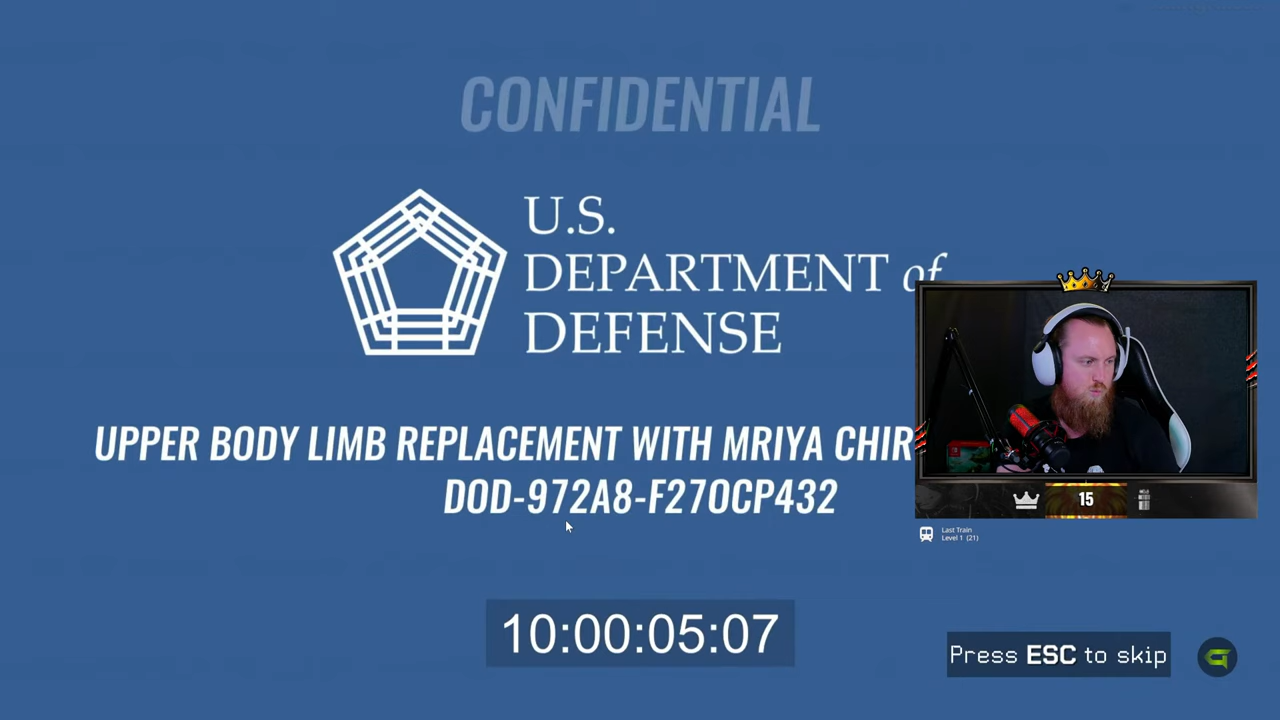 CONFIDENTIAL
U.S.
DEPARTMENT of
DEFENSE
UPPER BODY LIMB REPLACEMENT WITH MRIYA CHIR
DOD-972A8-F270CP432
15
Last Train
Level 1 (21)
10:00:05:07
Press ESC to skip